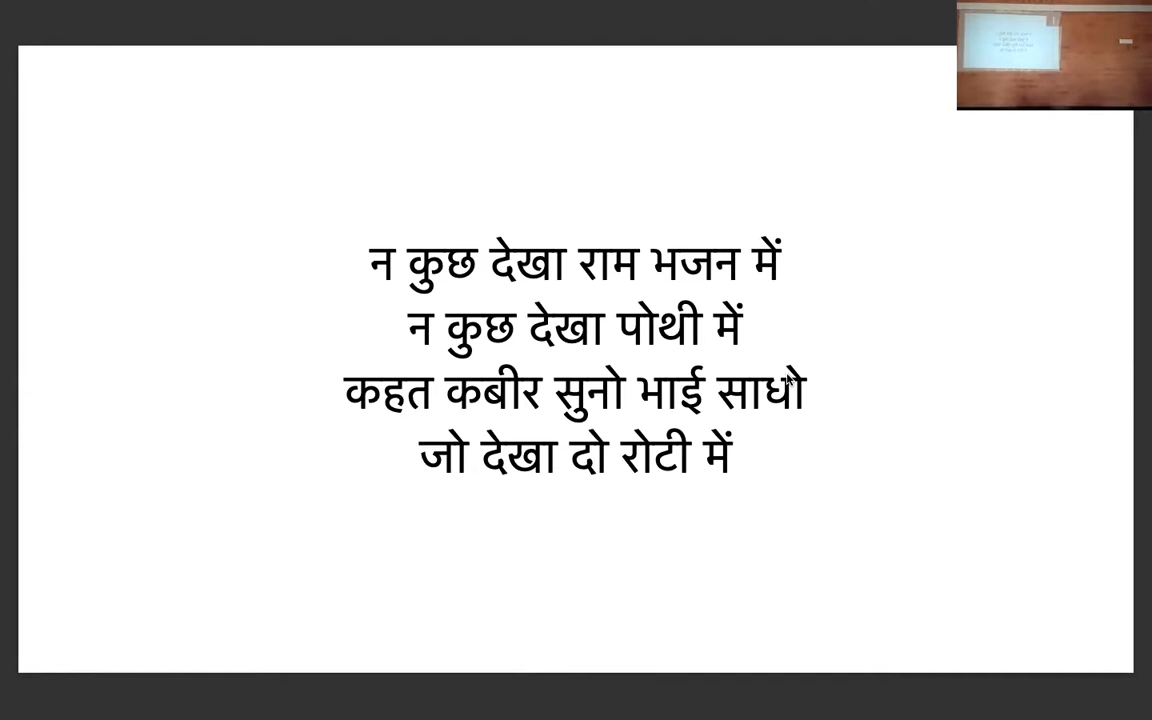 न कुछ देखा राम भजन में
न कुछ देखा पोथी में
कहत कबीर सुनो भाई साधो
जो देखा दो रोटी में